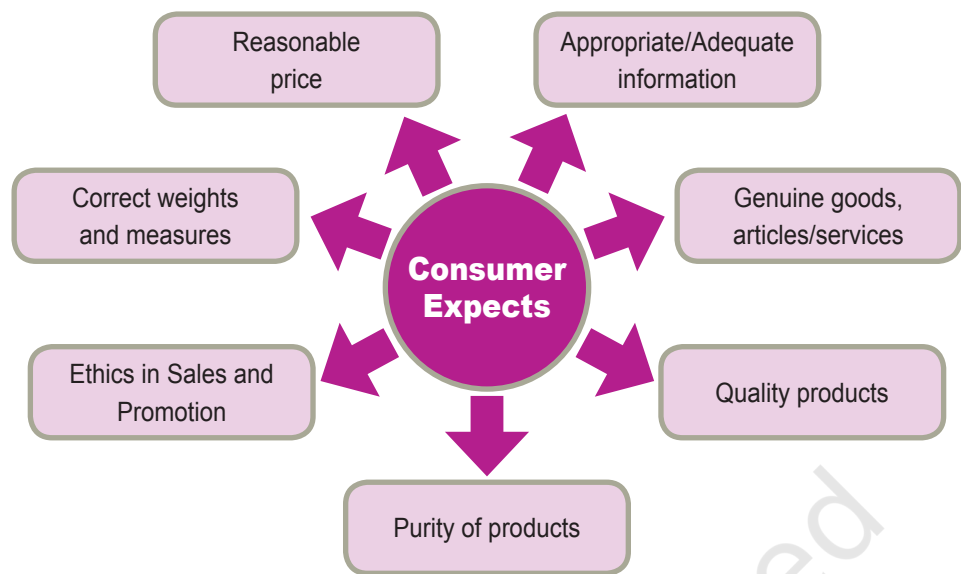 Reasonable
price
Appropriate/Adequate
information
Correct weights
and measures
Genuine goods,
articles/services
Consumer
Expects
Ethics in Sales and
Promotion
Quality products
Purity of products
ed